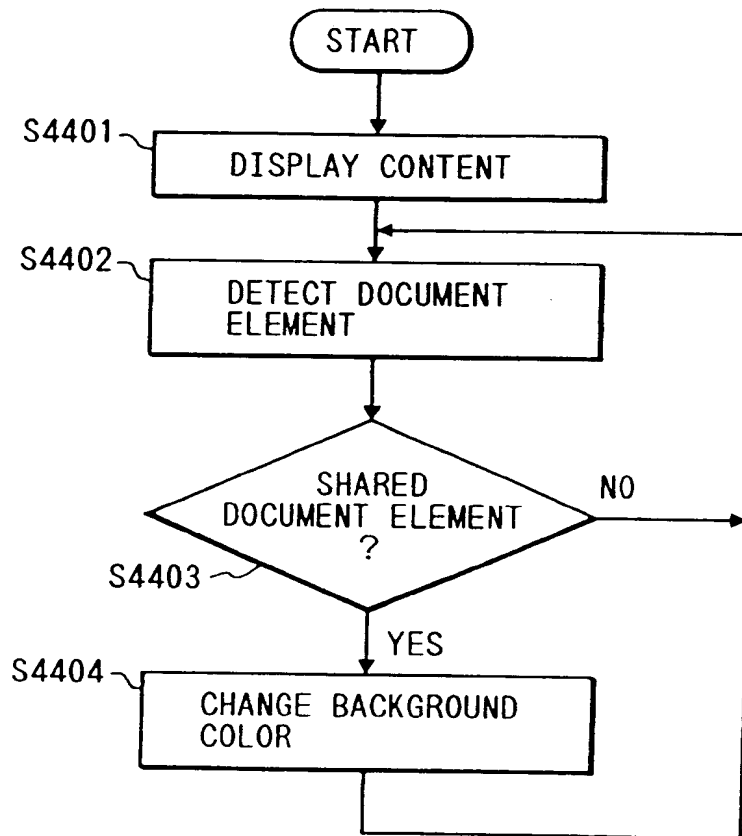 START
S4401
DISPLAY CONTENT
S4402
DETECT DOCUMENT
ELEMENT
SHARED
DOCUMENT ELEMENT
?
NO
S4403
YES
S4404
CHANGE BACKGROUND
COLOR